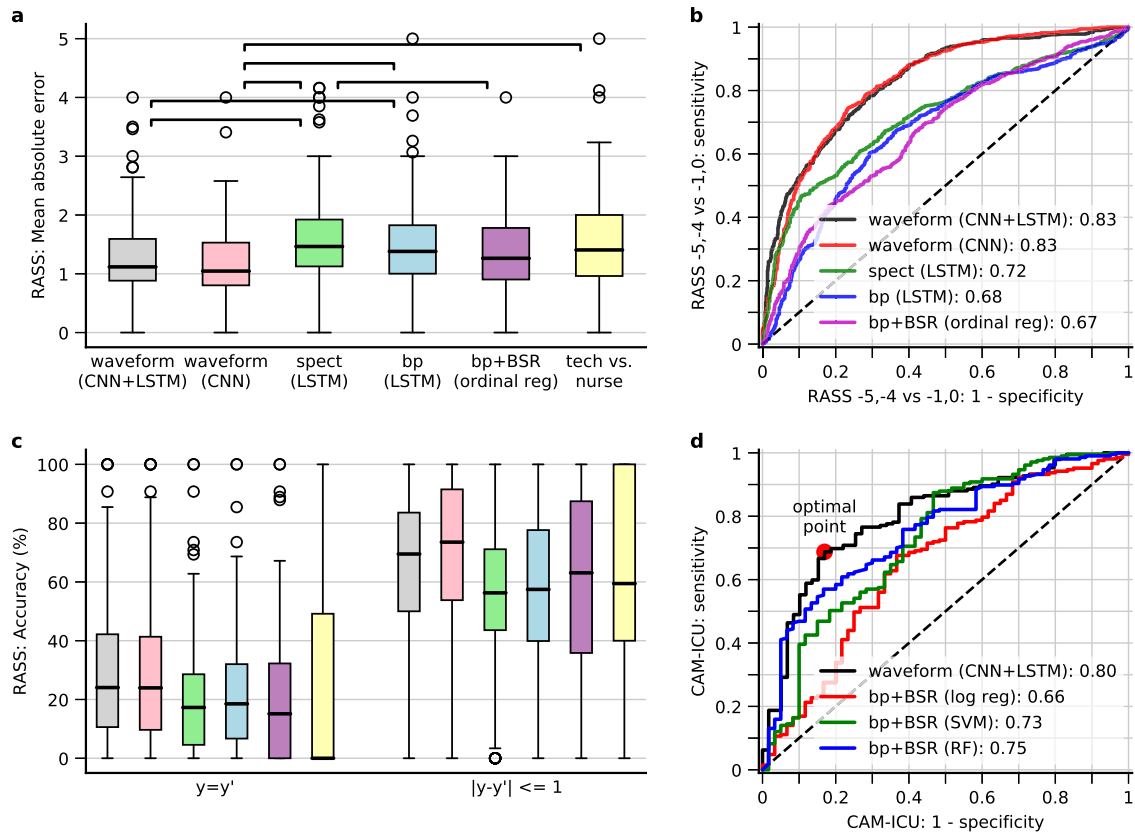 a
RASS: Mean absolute error
5
4
3
2
1
0
waveform
(CNN+LSTM)
waveform
(CNN)
spect
(LSTM)
bp
(LSTM)
bp+BSR
(ordinal reg)
tech vs.
nurse
b
RASS -5,-4 vs -1,0: sensitivity
1
0.8
0.6
0.4
0.2
0
waveform (CNN+LSTM): 0.83
waveform (CNN): 0.83
spect (LSTM): 0.72
bp (LSTM): 0.68
bp+BSR (ordinal reg): 0.67
0
0.2
0.4
0.6
0.8
1
RASS -5,-4 vs -1,0: 1 - specificity
c
RASS: Accuracy (%)
100
80
60
40
20
0
y=y'
|y-y'| <= 1
d
CAM-ICU: sensitivity
1
0.8
0.6
0.4
0.2
0
optimal
point
waveform (CNN+LSTM): 0.80
bp+BSR (log reg): 0.66
bp+BSR (SVM): 0.73
bp+BSR (RF): 0.75
0
0.2
0.4
0.6
0.8
1
CAM-ICU: 1 - specificity